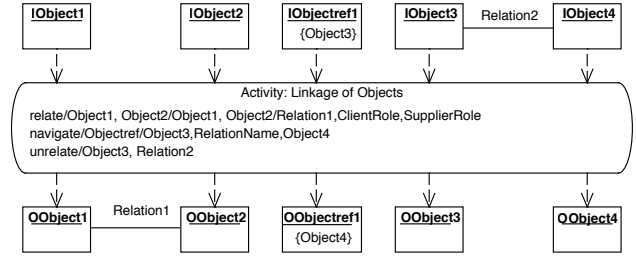 IObject1 IObject2 IObjectref1 IObject3 Relation2 IObject4
{Object3}
Activity: Linkage of Objects
relate/Object1, Object2/Object1, Object2/Relation1,ClientRole,SupplierRole
navigate/Objectref/Object3,RelationName,Object4
unrelate/Object3, Relation2
OObject1 Relation1 OObject2 OObjectref1 OObject3 OObject4
{Object4}